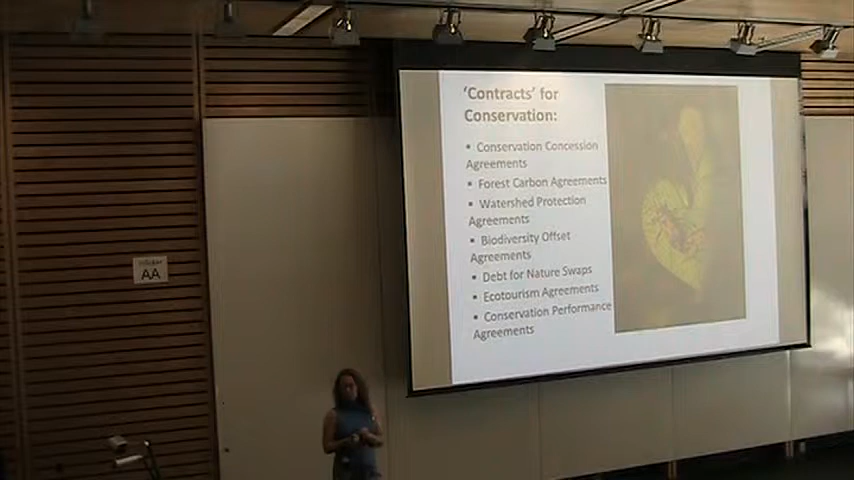 'Contracts' for
Conservation:
▪ Conservation Concession
Agreements
▪ Forest Carbon Agreements
▪ Watershed Protection
Agreements
▪ Biodiversity Offset
Agreements
▪ Debt for Nature Swaps
▪ Ecotourism Agreements
▪ Conservation Performance
Agreements
AA